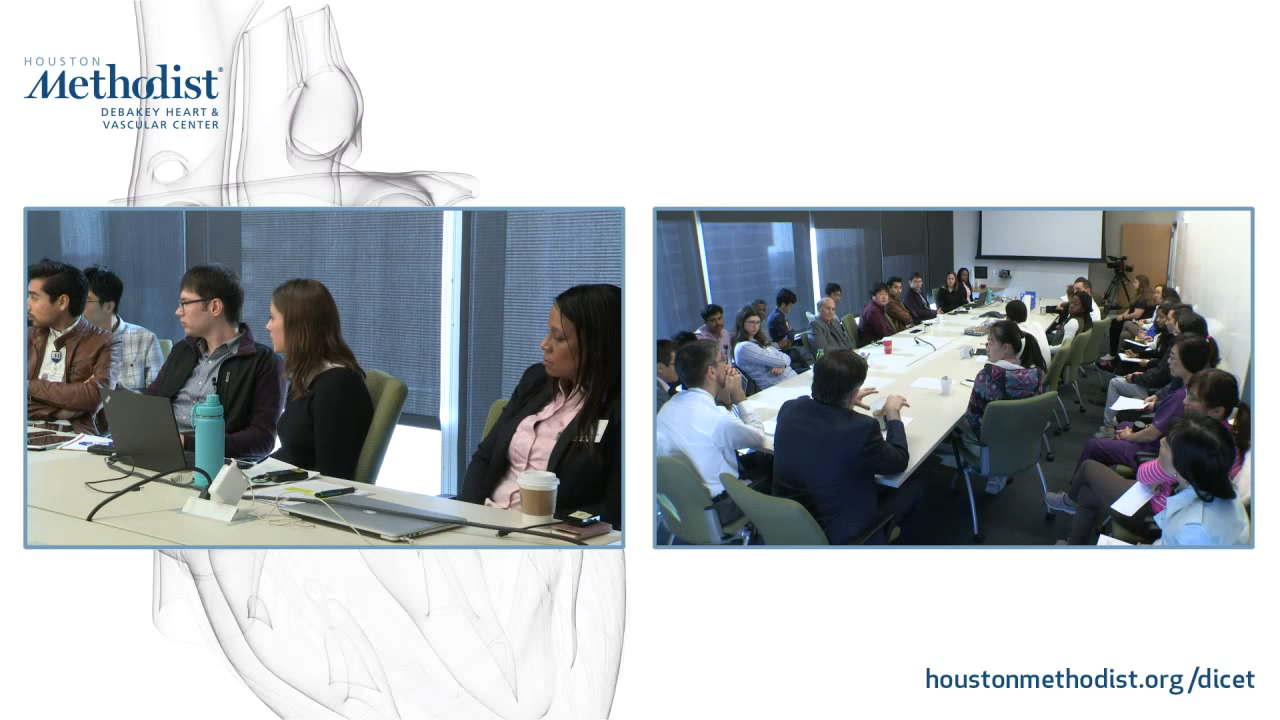 HOUSTON
Methodist®
DEBAKEY HEART &
VASCULAR CENTER
houstonmethodist.org/dicet